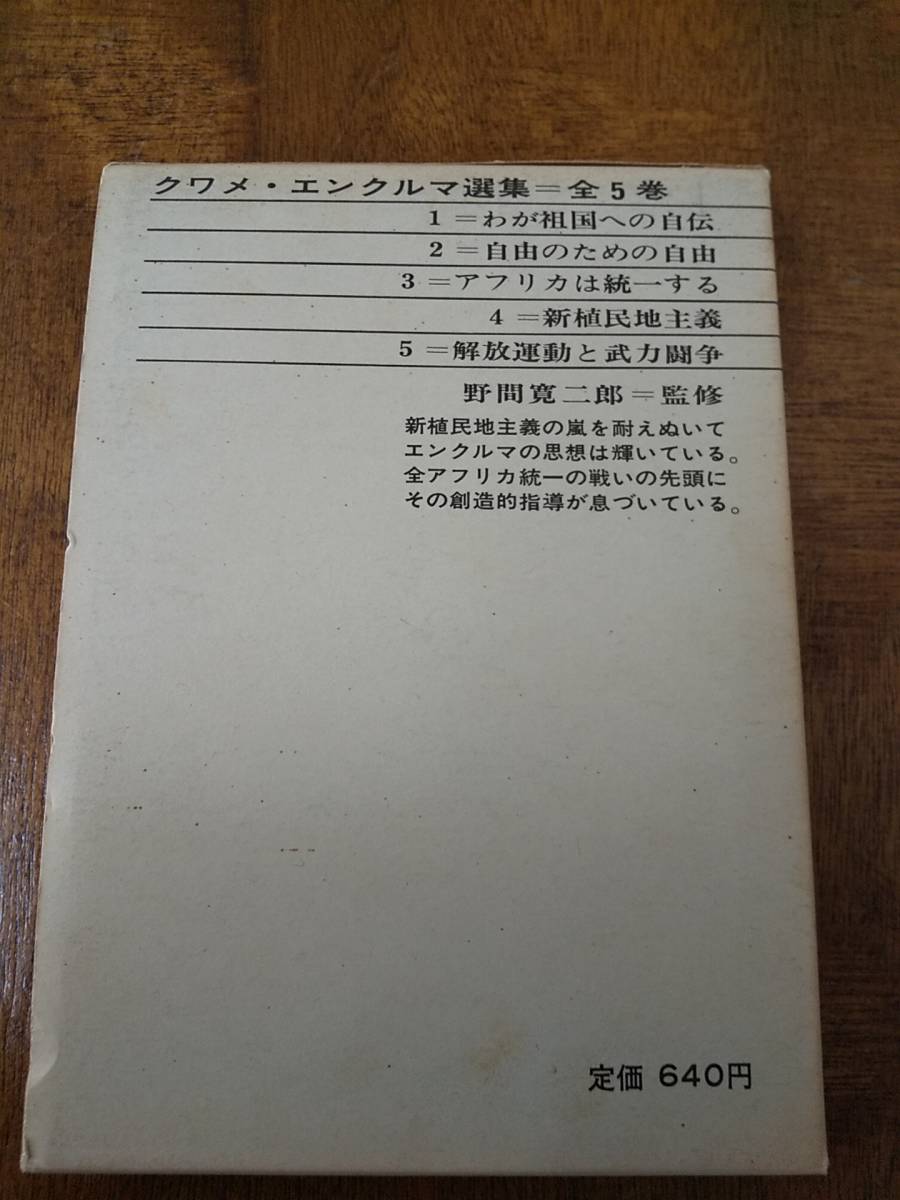 クワメ・エンクルマ選集＝全5巻
1＝わが祖国への自伝
2＝自由のための自由
3＝アフリカは統一する
4＝新植民地主義
5＝解放運動と武力闘争
野間寛二郎＝監修
新植民地主義の嵐を耐えぬいて
エンクルマの思想は輝いている。
全アフリカ統一の戦いの先頭に
その創造的指導が息づいている。
定価 640円